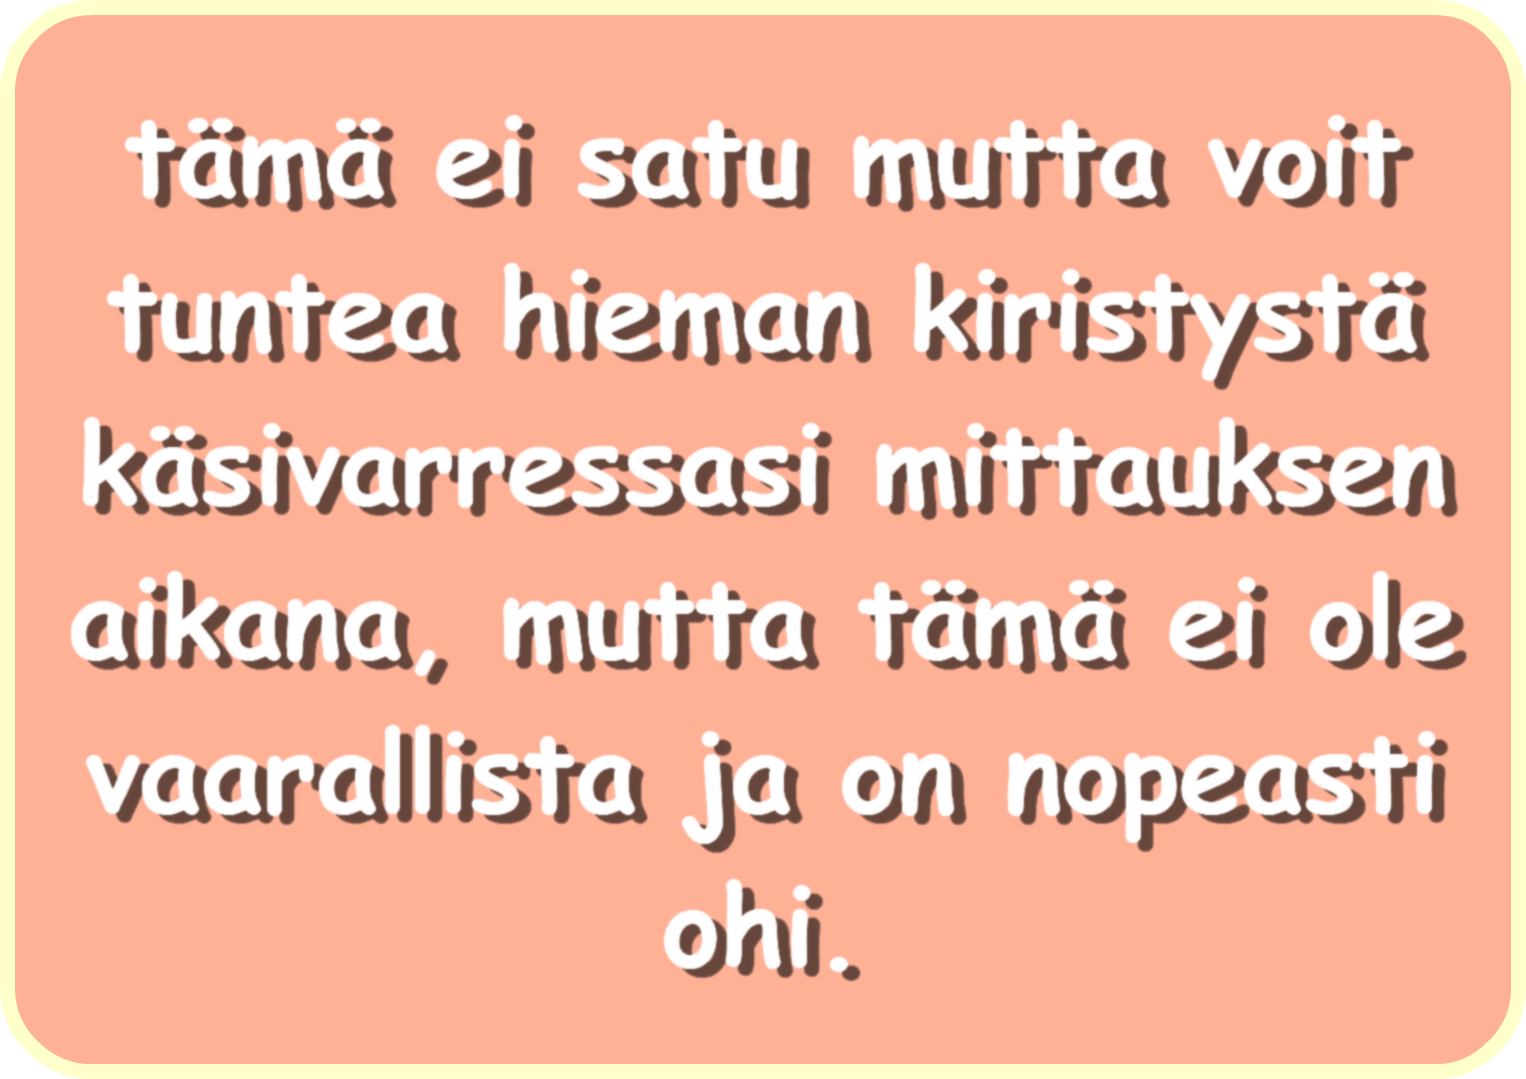 tämä ei satu mutta voit
tuntea hieman kiristystä
käsivarressasi mittauksen
aikana, mutta tämä ei ole
vaarallista ja on nopeasti
ohi.